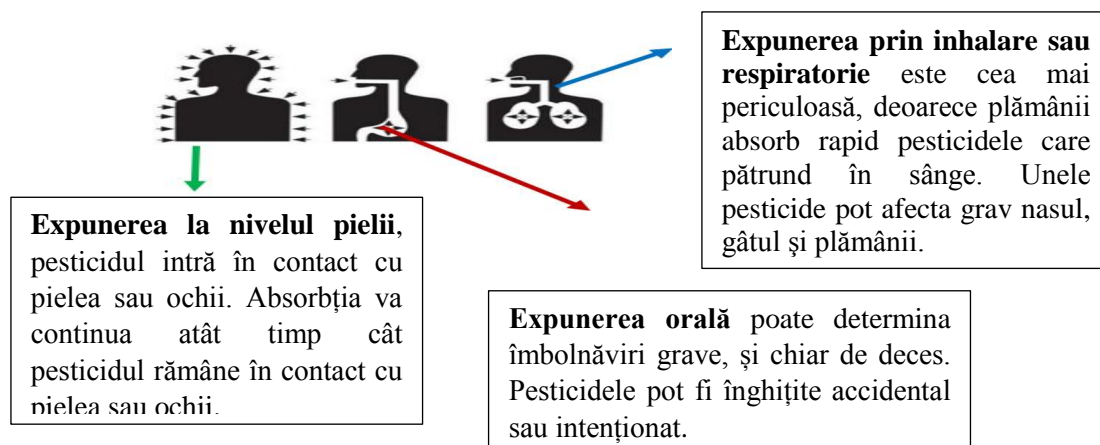 Expunerea prin inhalare sau
respiratorie este cea mai
periculoasă, deoarece plămânii
absorb rapid pesticidele care
pătrund în sânge. Unele
pesticide pot afecta grav nasul,
gâtul şi plămânii.
Expunerea la nivelul pielii,
pesticidul intră în contact cu
pielea sau ochii. Absorbția va
continua atât timp cât
pesticidul rămâne în contact cu
pielea sau ochii.
Expunerea orală poate determina
îmbolnăviri grave, și chiar de deces.
Pesticidele pot fi înghițite accidental
sau intenționat.